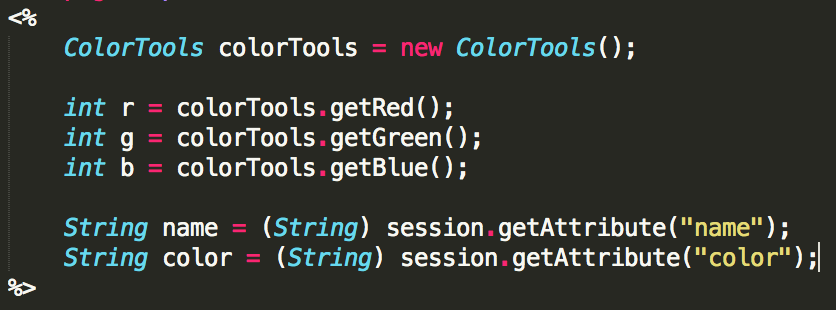 <%
ColorTools colorTools = new ColorTools();
int r = colorTools.getRed();
int g = colorTools.getGreen();
int b = colorTools.getBlue();
String name = (String) session.getAttribute("name");
String color = (String) session.getAttribute("color");
%>